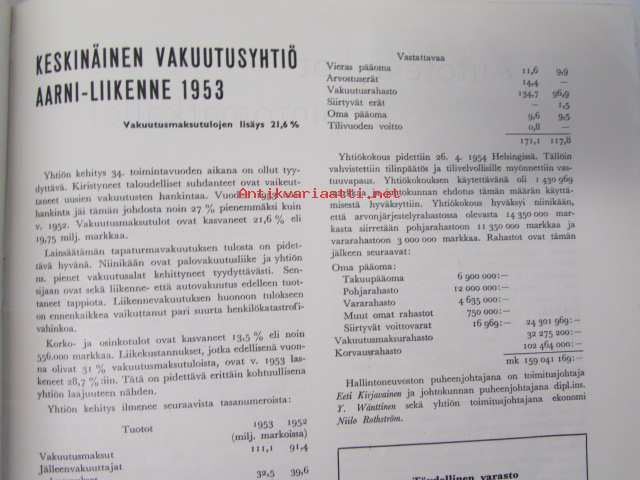 KESKINÄINEN VAKUUTUSYHTIÖ
AARNI-LIIKENNE 1953
Vakuutusmaksutulojen lisäys 21,6 %
Yhtiön kehitys 34. toimintavuoden aikana on ollut tyy-
dyttävä. Kiristyneet taloudelliset suhdanteet ovat vaikeut-
taneet uusien vakuutusten hankintaa. Vuoden 1953
hankinta jäi tämän johdosta noin 27 % pienemmäksi kuin
v. 1952. Vakuutusmaksutulot ovat kasvaneet 21,6 % eli
19,75 milj. markkaa.
Lainsäätämän tapaturmavakuutuksen tulosta on pidet-
tävä hyvänä. Niinikään ovat palovakuutusliike ja yhtiön
m. pienet vakuutusalat kehittyneet tyydyttävästi. Sen-
sijaan ovat sekä liikenne- että autovakuutus edelleen tuot-
taneet tappiota. Liikennevakuutuksen huonoon tulokseen
on ennenkaikkea vaikuttanut pari suurta henkilökatastrofi-
vahinkoa.
Korko- ja osinkotulot ovat kasvaneet 13,5 % eli noin
556.000 markkaa. Liikekustannukset, jotka edellisenä vuon-
na olivat 31 % vakuutusmaksutuloista, ovat v. 1953 las-
keneet 28,7 %:iin. Tätä on pidettävä erittäin kohtuullisena
yhtiön laajuuteen nähden.
Yhtiön kehitys ilmenee seuraavista tasanumeroista:
Tuotot 1953 1952
(milj. markoissa)
Vakuutusmaksut 111,1 91,4
Jälleenvakuuttajat 32,5 39,6
Vastattavaa
Vieras pääoma 11,6 9,9
Arvostuserät 14,4 —
Vakuutusrahasto 134,7 96,9
Siirtyvät erät — 1,5
Oma pääoma 9,6 9,5
Tilivuoden voitto 0,8 —
171,1 117,8
Yhtiökokous pidettiin 26. 4. 1954 Helsingissä. Tällöin
vahvistettiin tilinpäätös ja tilivelvollisille myönnettiin vas-
tuuvapaus. Yhtiökokouksen käytettävänä oli 1 430 969
markkaa johtokunnan ehdotus tämän määrän käyttä-
misestä hyväksyttiin. Yhtiökokous hyväksyi niinikään,
että arvonjärjestelyrahastossa olevasta 14 350 000 mar-
kasta siirretään pohjarahastoon 11 350 000 markkaa ja
vararahastoon 3 000 000 markkaa. Rahastot ovat tämän
jälkeen seuraavat:
Oma pääoma:
Takuupääoma 6 900 000:—
Pohjarahasto 12 000 000:—
Vararahasto 4 635 000:—
Muut omat rahastot 750 000:—
Siirtyvät voittovarat 16 969:— 24 301 969:—
Vakuutusmaksurahasto 32 275 200:—
Korvausrahasto 102 464 000:—
mk 159 041 169:—
Hallintoneuvoston puheenjohtajana on toimitusjohtaja
Eeti Kirjavainen ja johtokunnan puheenjohtajana dipl.ins.
Y. Wänttinen sekä yhtiön toimitusjohtajana ekonomi
Niilo Rothström.
Täydellinen varasto
Antikvariaatti.net